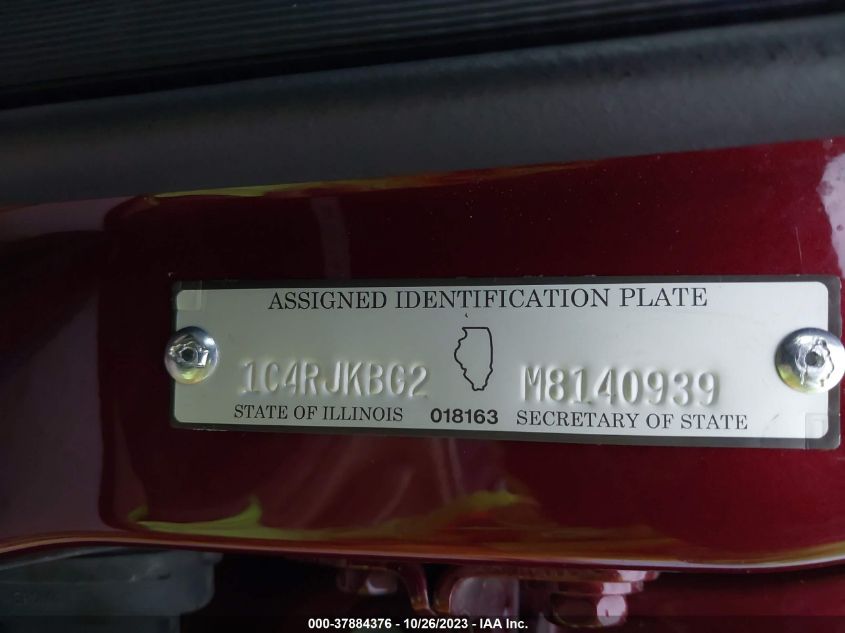 ASSIGNED IDENTIFICATION PLATE
1C4RJKBG2 M8140939
STATE OF ILLINOIS 018163 SECRETARY OF STATE
000-37884376 - 10/26/2023 - IAA Inc.